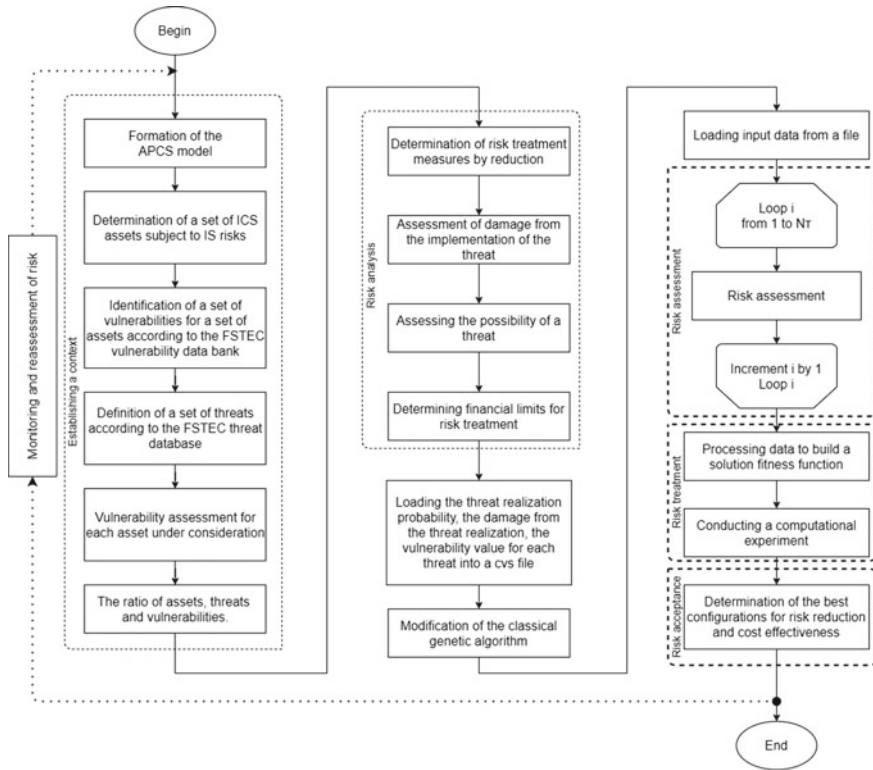 Begin
Monitoring and reassessment of risk
Establishing a context
Formation of the
APCS model
Determination of a set of ICS
assets subject to IS risks
Identification of a set of
vulnerabilities for a set of
assets according to the FSTEC
vulnerability data bank
Definition of a set of threats
according to the FSTEC threat
database
Vulnerability assessment for
each asset under consideration
The ratio of assets, threats
and vulnerabilities.
Risk analysis
Determination of risk treatment
measures by reduction
Assessment of damage from
the implementation of the
threat
Assessing the possibility of a
threat
Determining financial limits for
risk treatment
Loading the threat realization
probability, the damage from
the threat realization, the
vulnerability value for each
threat into a cvs file
Modification of the classical
genetic algorithm
Loading input data from a file
Risk assessment
Loop i
from 1 to Nт
Risk assessment
Increment i by 1
Loop i
Risk treatment
Processing data to build a
solution fitness function
Conducting a computational
experiment
Risk acceptance
Determination of the best
configurations for risk reduction
and cost effectiveness
End